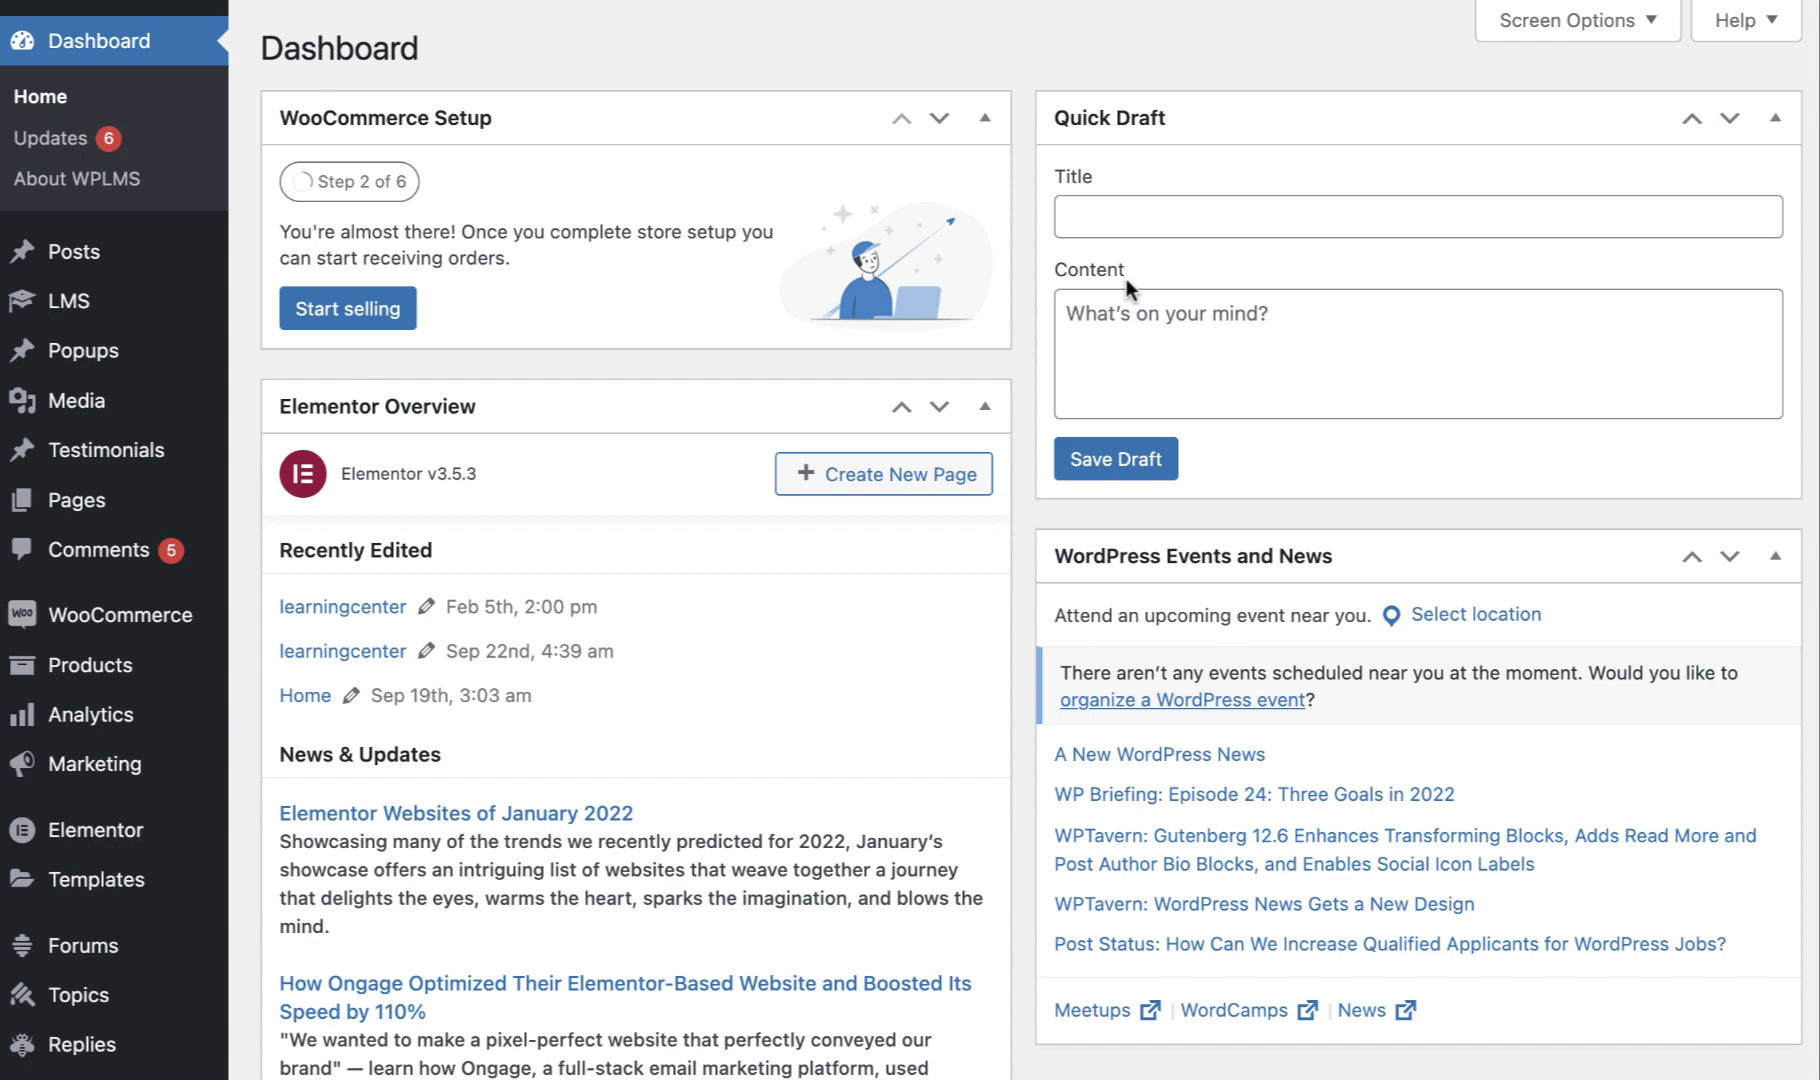 Dashboard
Home
Updates 6
About WPLMS
Posts
LMS
Popups
Media
Testimonials
Pages
Comments 5
Woo WooCommerce
Products
Analytics
Marketing
Elementor
Templates
Forums
Topics
Replies
Screen Options
Help
Dashboard
WooCommerce Setup
Step 2 of 6
You're almost there! Once you complete store setup you
can start receiving orders.
Start selling
Elementor Overview
Elementor v3.5.3
+ Create New Page
Recently Edited
learningcenter Feb 5th, 2:00 pm
learningcenter Sep 22nd, 4:39 am
Home Sep 19th, 3:03 am
News & Updates
Elementor Websites of January 2022
Showcasing many of the trends we recently predicted for 2022, January’s
showcase offers an intriguing list of websites that weave together a journey
that delights the eyes, warms the heart, sparks the imagination, and blows the
mind.
How Ongage Optimized Their Elementor-Based Website and Boosted Its
Speed by 110%
"We wanted to make a pixel-perfect website that perfectly conveyed our
brand" — learn how Ongage, a full-stack email marketing platform, used
Quick Draft
Title
Content
What’s on your mind?
Save Draft
WordPress Events and News
Attend an upcoming event near you. Select location
There aren’t any events scheduled near you at the moment. Would you like to
organize a WordPress event?
A New WordPress News
WP Briefing: Episode 24: Three Goals in 2022
WPTavern: Gutenberg 12.6 Enhances Transforming Blocks, Adds Read More and
Post Author Bio Blocks, and Enables Social Icon Labels
WPTavern: WordPress News Gets a New Design
Post Status: How Can We Increase Qualified Applicants for WordPress Jobs?
Meetups | WordCamps | News